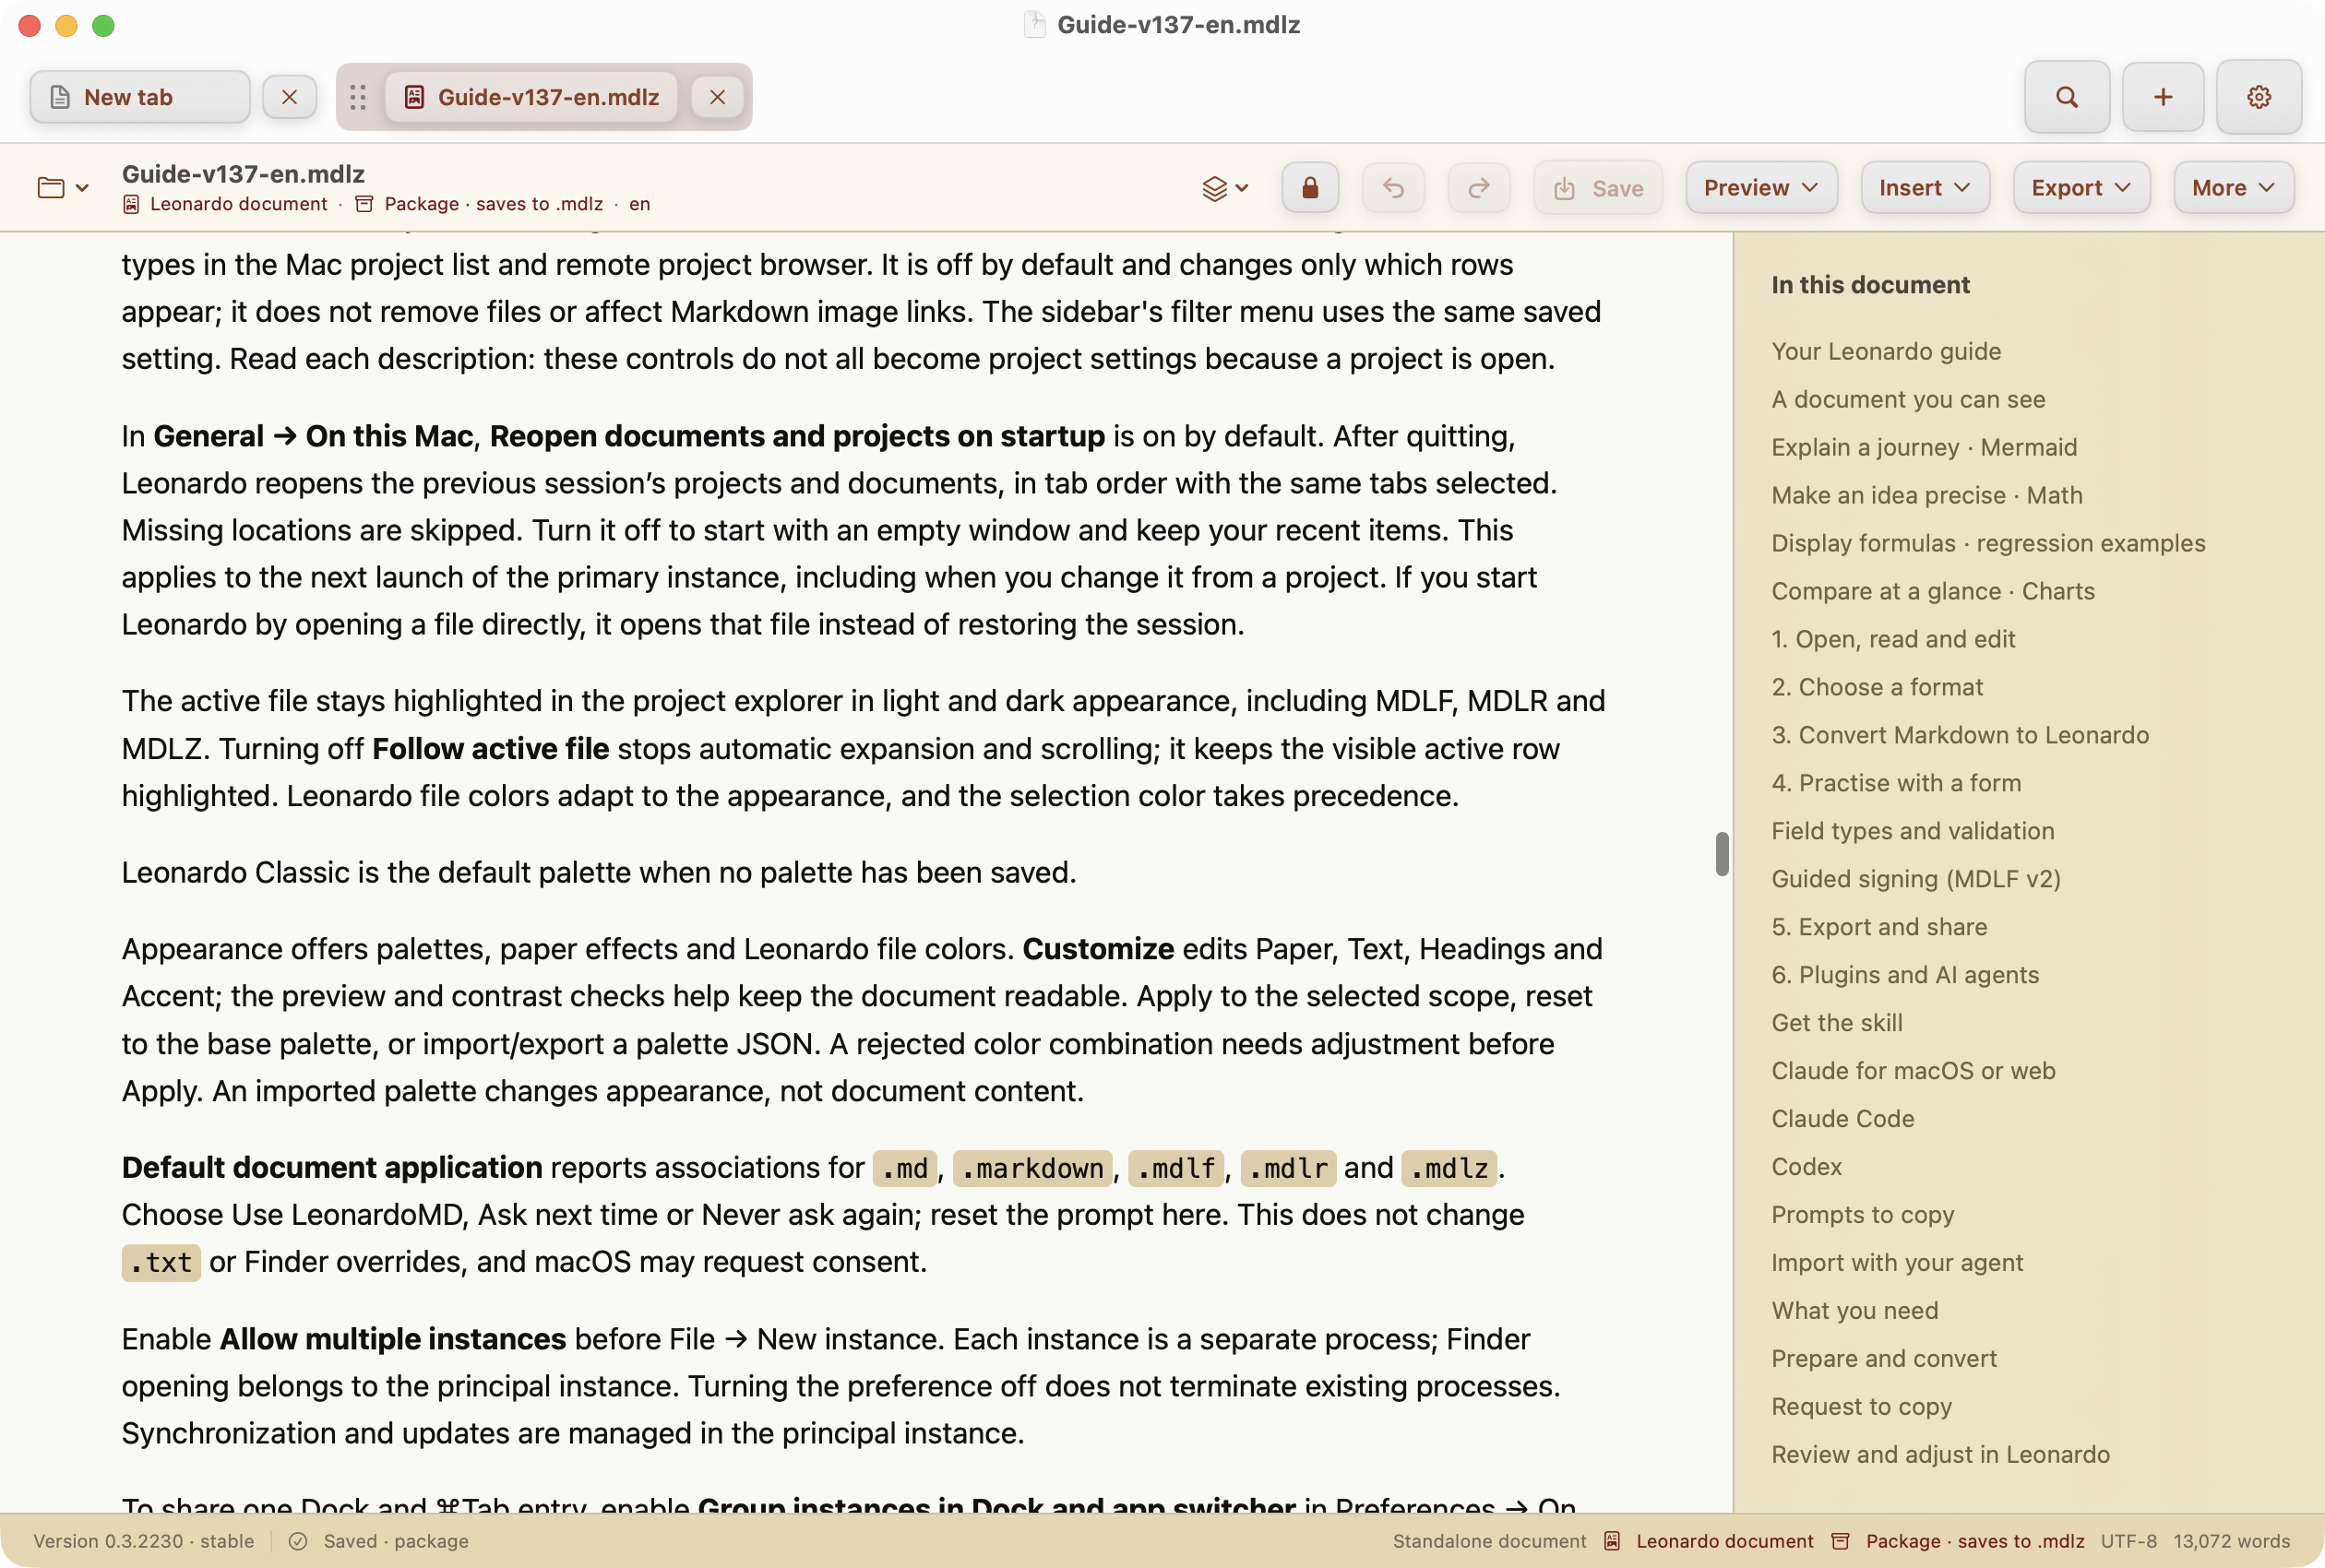 Guide-v137-en.mdlz
New tab
Guide-v137-en.mdlz
Guide-v137-en.mdlz
Leonardo document · Package · saves to .mdlz · en
Save
Preview
Insert
Export
More
types in the Mac project list and remote project browser. It is off by default and changes only which rows
appear; it does not remove files or affect Markdown image links. The sidebar's filter menu uses the same saved
setting. Read each description: these controls do not all become project settings because a project is open.
In General → On this Mac, Reopen documents and projects on startup is on by default. After quitting,
Leonardo reopens the previous session’s projects and documents, in tab order with the same tabs selected.
Missing locations are skipped. Turn it off to start with an empty window and keep your recent items. This
applies to the next launch of the primary instance, including when you change it from a project. If you start
Leonardo by opening a file directly, it opens that file instead of restoring the session.
The active file stays highlighted in the project explorer in light and dark appearance, including MDLF, MDLR and
MDLZ. Turning off Follow active file stops automatic expansion and scrolling; it keeps the visible active row
highlighted. Leonardo file colors adapt to the appearance, and the selection color takes precedence.
Leonardo Classic is the default palette when no palette has been saved.
Appearance offers palettes, paper effects and Leonardo file colors. Customize edits Paper, Text, Headings and
Accent; the preview and contrast checks help keep the document readable. Apply to the selected scope, reset
to the base palette, or import/export a palette JSON. A rejected color combination needs adjustment before
Apply. An imported palette changes appearance, not document content.
Default document application reports associations for .md, .markdown, .mdlf, .mdlr and .mdlz.
Choose Use LeonardoMD, Ask next time or Never ask again; reset the prompt here. This does not change
.txt or Finder overrides, and macOS may request consent.
Enable Allow multiple instances before File → New instance. Each instance is a separate process; Finder
opening belongs to the principal instance. Turning the preference off does not terminate existing processes.
Synchronization and updates are managed in the principal instance.
To share one Dock and ⌘Tab entry, enable Group instances in Dock and app switcher in Preferences → On
In this document
Your Leonardo guide
A document you can see
Explain a journey · Mermaid
Make an idea precise · Math
Display formulas · regression examples
Compare at a glance · Charts
1. Open, read and edit
2. Choose a format
3. Convert Markdown to Leonardo
4. Practise with a form
Field types and validation
Guided signing (MDLF v2)
5. Export and share
6. Plugins and AI agents
Get the skill
Claude for macOS or web
Claude Code
Codex
Prompts to copy
Import with your agent
What you need
Prepare and convert
Request to copy
Review and adjust in Leonardo
Version 0.3.2230 · stable
Saved · package
Standalone document
Leonardo document
Package · saves to .mdlz
UTF-8
13,072 words